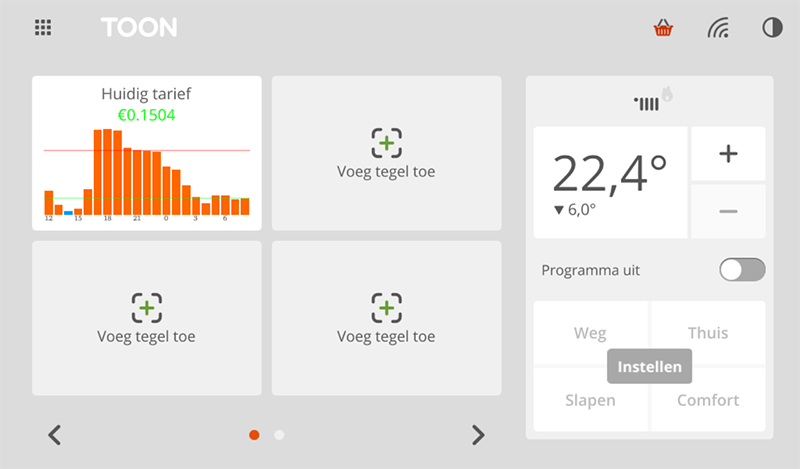 TOON
Huidig tarief
€0.1504
12 15 18 21 0 3 6
Voeg tegel toe
Voeg tegel toe
Voeg tegel toe
22,4°
▼ 6,0°
Programma uit
Weg
Thuis
Instellen
Slapen
Comfort